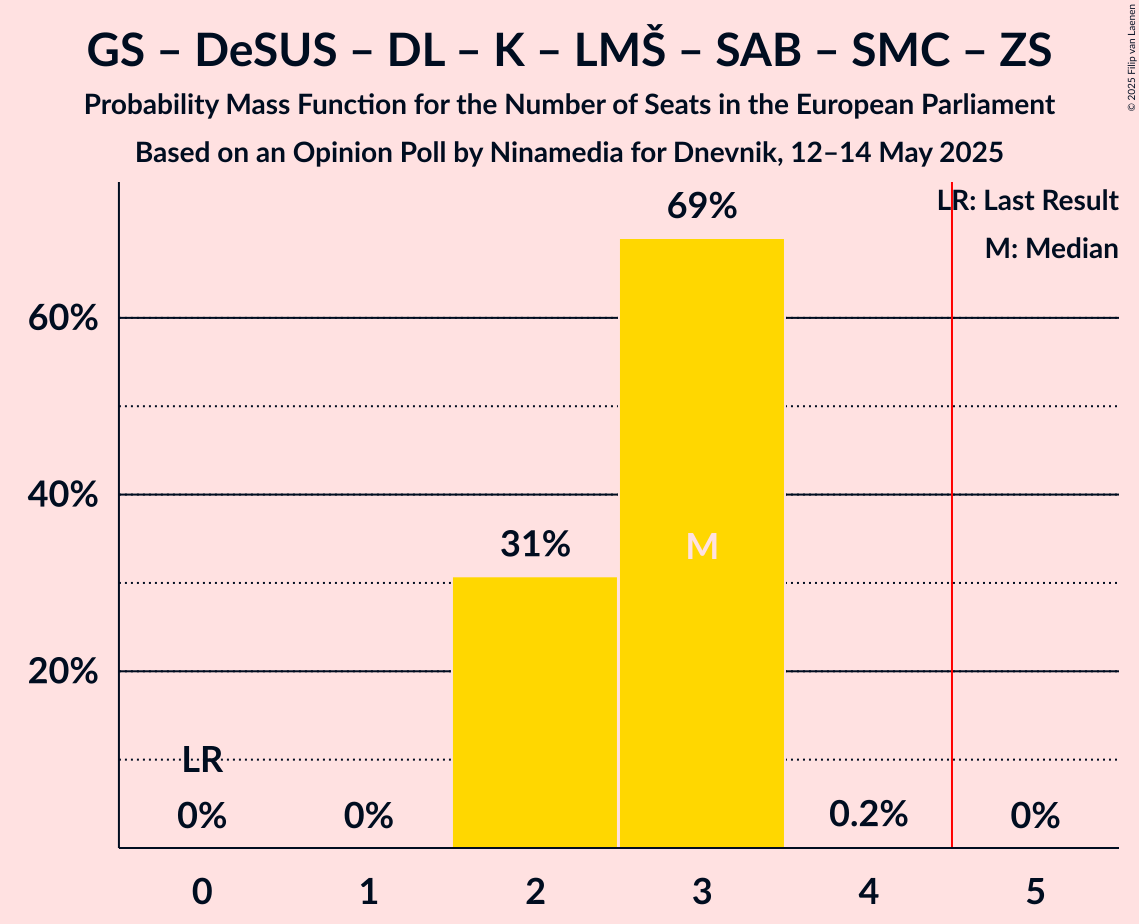 GS – DeSUS – DL – K – LMŠ – SAB – SMC – ZS
Probability Mass Function for the Number of Seats in the European Parliament
Based on an Opinion Poll by Ninamedia for Dnevnik, 12–14 May 2025
© 2025 Filip van Laenen
LR: Last Result
M: Median
69%
60%
40%
31%
M
20%
LR
0%
0%
0.2%
0%
0
1
2
3
4
5